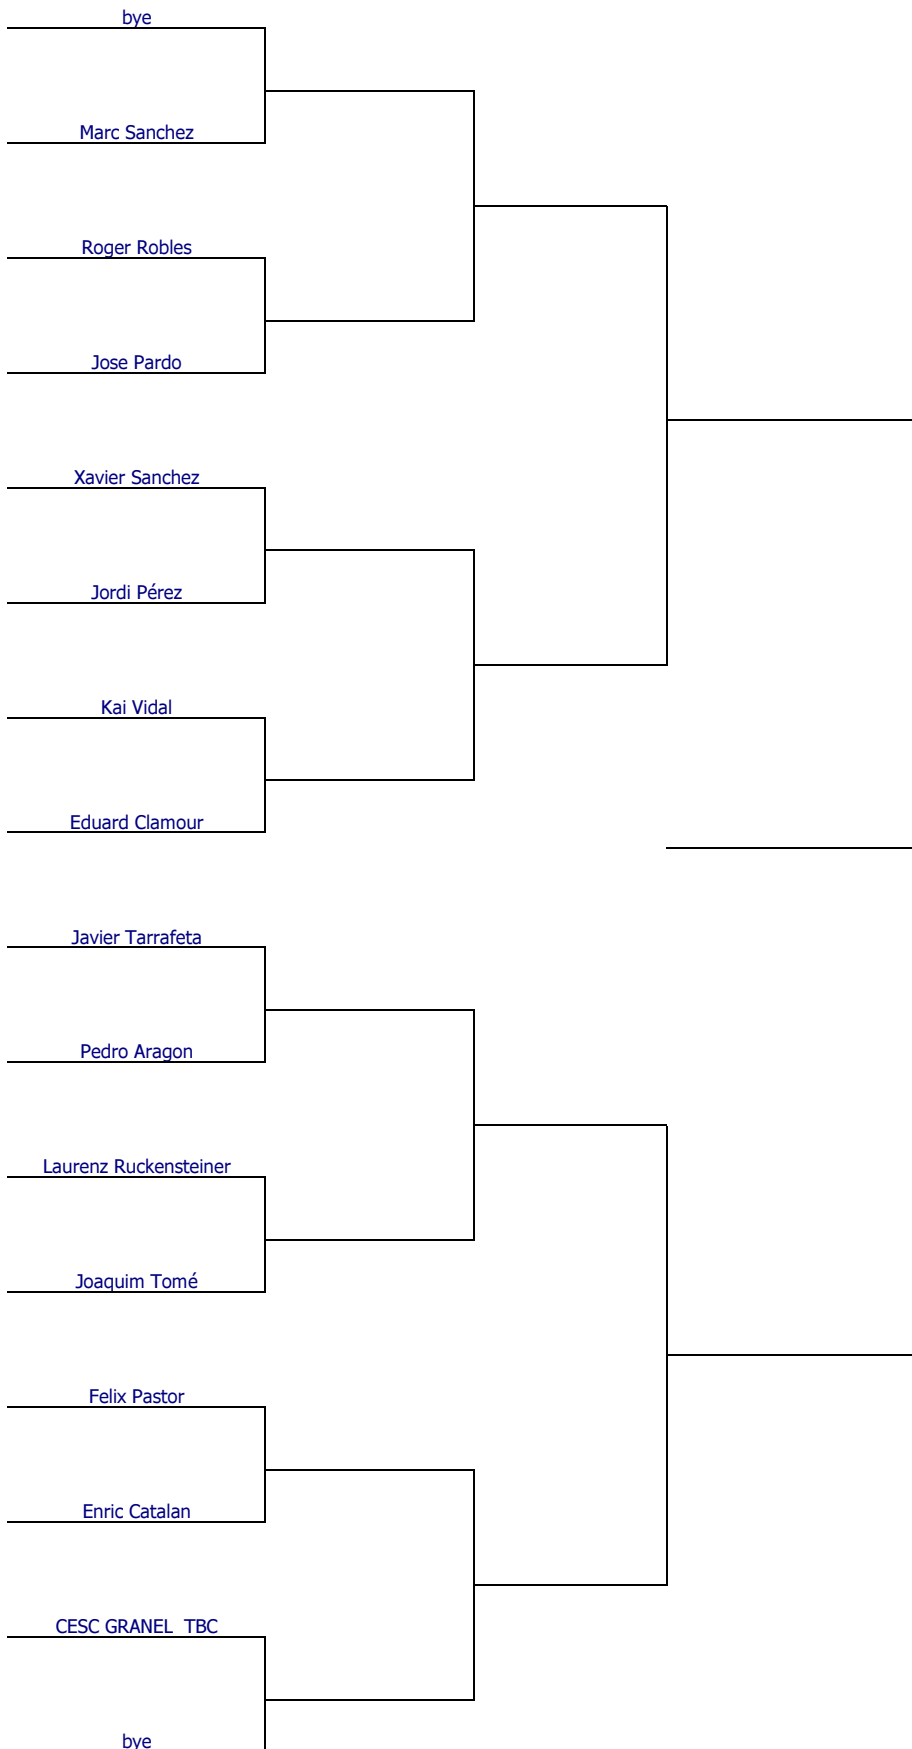 bye
Marc Sanchez
Roger Robles
Jose Pardo
Xavier Sanchez
Jordi Pérez
Kai Vidal
Eduard Clamour
Javier Tarrafeta
Pedro Aragon
Laurenz Ruckensteiner
Joaquim Tomé
Felix Pastor
Enric Catalan
CESC GRANEL  TBC
bye